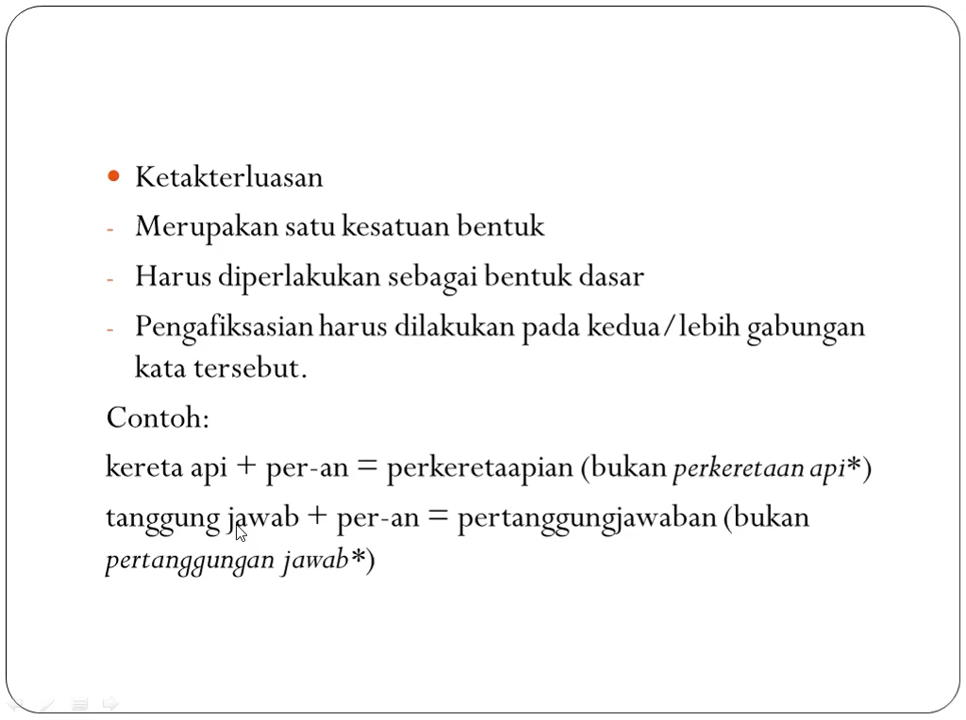 • Ketakterluasan
- Merupakan satu kesatuan bentuk
- Harus diperlakukan sebagai bentuk dasar
- Pengafiksasian harus dilakukan pada kedua/lebih gabungan
kata tersebut.
Contoh:
kereta api + per-an = perkeretaapian (bukan perkeretaan api*)
tanggung jawab + per-an = pertanggungjawaban (bukan
pertanggungan jawab*)